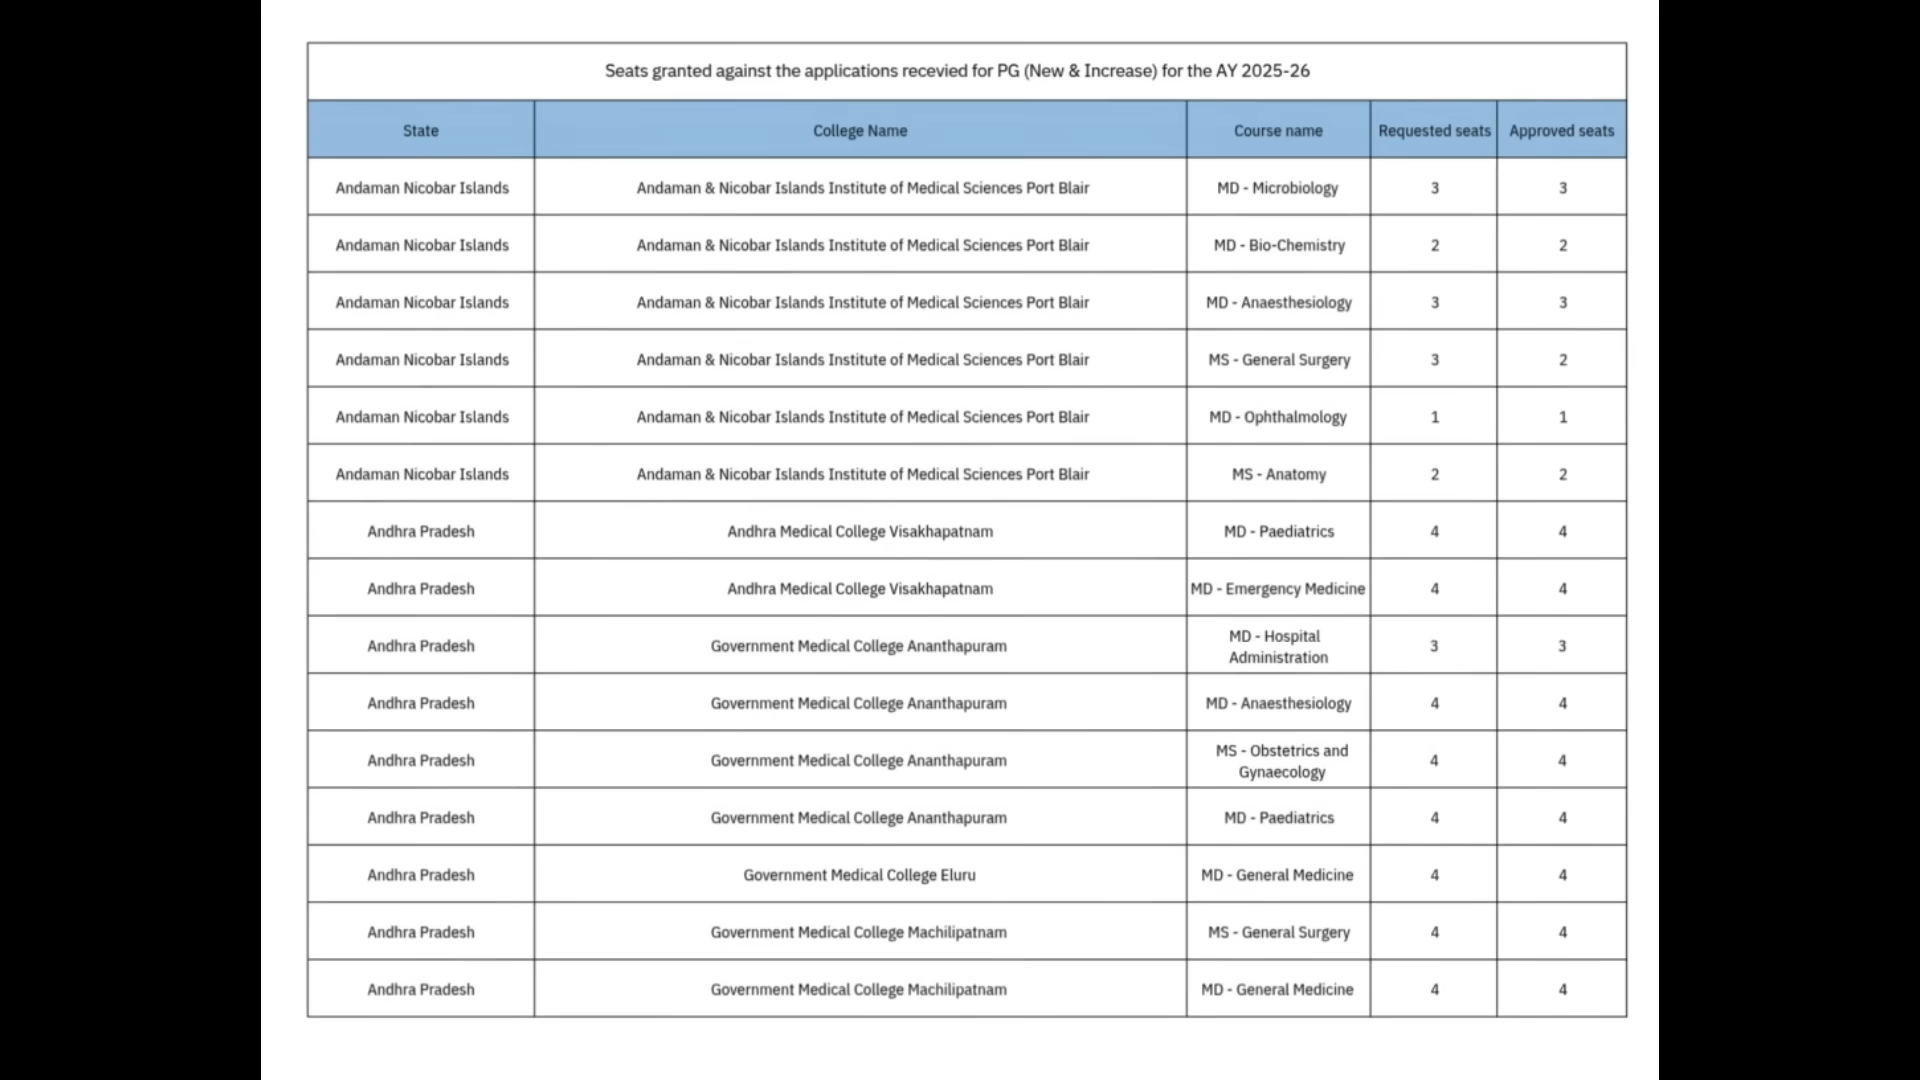 Seats granted against the applications recevied for PG (New & Increase) for the AY 2025-26
State College Name Course name Requested seats Approved seats
Andaman Nicobar Islands Andaman & Nicobar Islands Institute of Medical Sciences Port Blair MD - Microbiology 3 3
Andaman Nicobar Islands Andaman & Nicobar Islands Institute of Medical Sciences Port Blair MD - Bio-Chemistry 2 2
Andaman Nicobar Islands Andaman & Nicobar Islands Institute of Medical Sciences Port Blair MD - Anaesthesiology 3 3
Andaman Nicobar Islands Andaman & Nicobar Islands Institute of Medical Sciences Port Blair MS - General Surgery 3 2
Andaman Nicobar Islands Andaman & Nicobar Islands Institute of Medical Sciences Port Blair MD - Ophthalmology 1 1
Andaman Nicobar Islands Andaman & Nicobar Islands Institute of Medical Sciences Port Blair MS - Anatomy 2 2
Andhra Pradesh Andhra Medical College Visakhapatnam MD - Paediatrics 4 4
Andhra Pradesh Andhra Medical College Visakhapatnam MD - Emergency Medicine 4 4
Andhra Pradesh Government Medical College Ananthapuram MD - Hospital
Administration 3 3
Andhra Pradesh Government Medical College Ananthapuram MD - Anaesthesiology 4 4
Andhra Pradesh Government Medical College Ananthapuram MS - Obstetrics and
Gynaecology 4 4
Andhra Pradesh Government Medical College Ananthapuram MD - Paediatrics 4 4
Andhra Pradesh Government Medical College Eluru MD - General Medicine 4 4
Andhra Pradesh Government Medical College Machilipatnam MS - General Surgery 4 4
Andhra Pradesh Government Medical College Machilipatnam MD - General Medicine 4 4